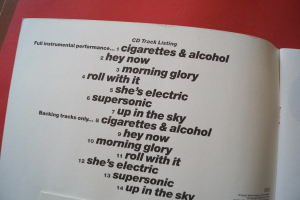 CD Track Listing
Full instrumental performance... 1 cigarettes & alcohol
2 hey now
3 morning glory
4 roll with it
5 she's electric
6 supersonic
7 up in the sky
Backing tracks only... 8 cigarettes & alcohol
9 hey now
10 morning glory
11 roll with it
12 she's electric
13 supersonic
14 up in the sky